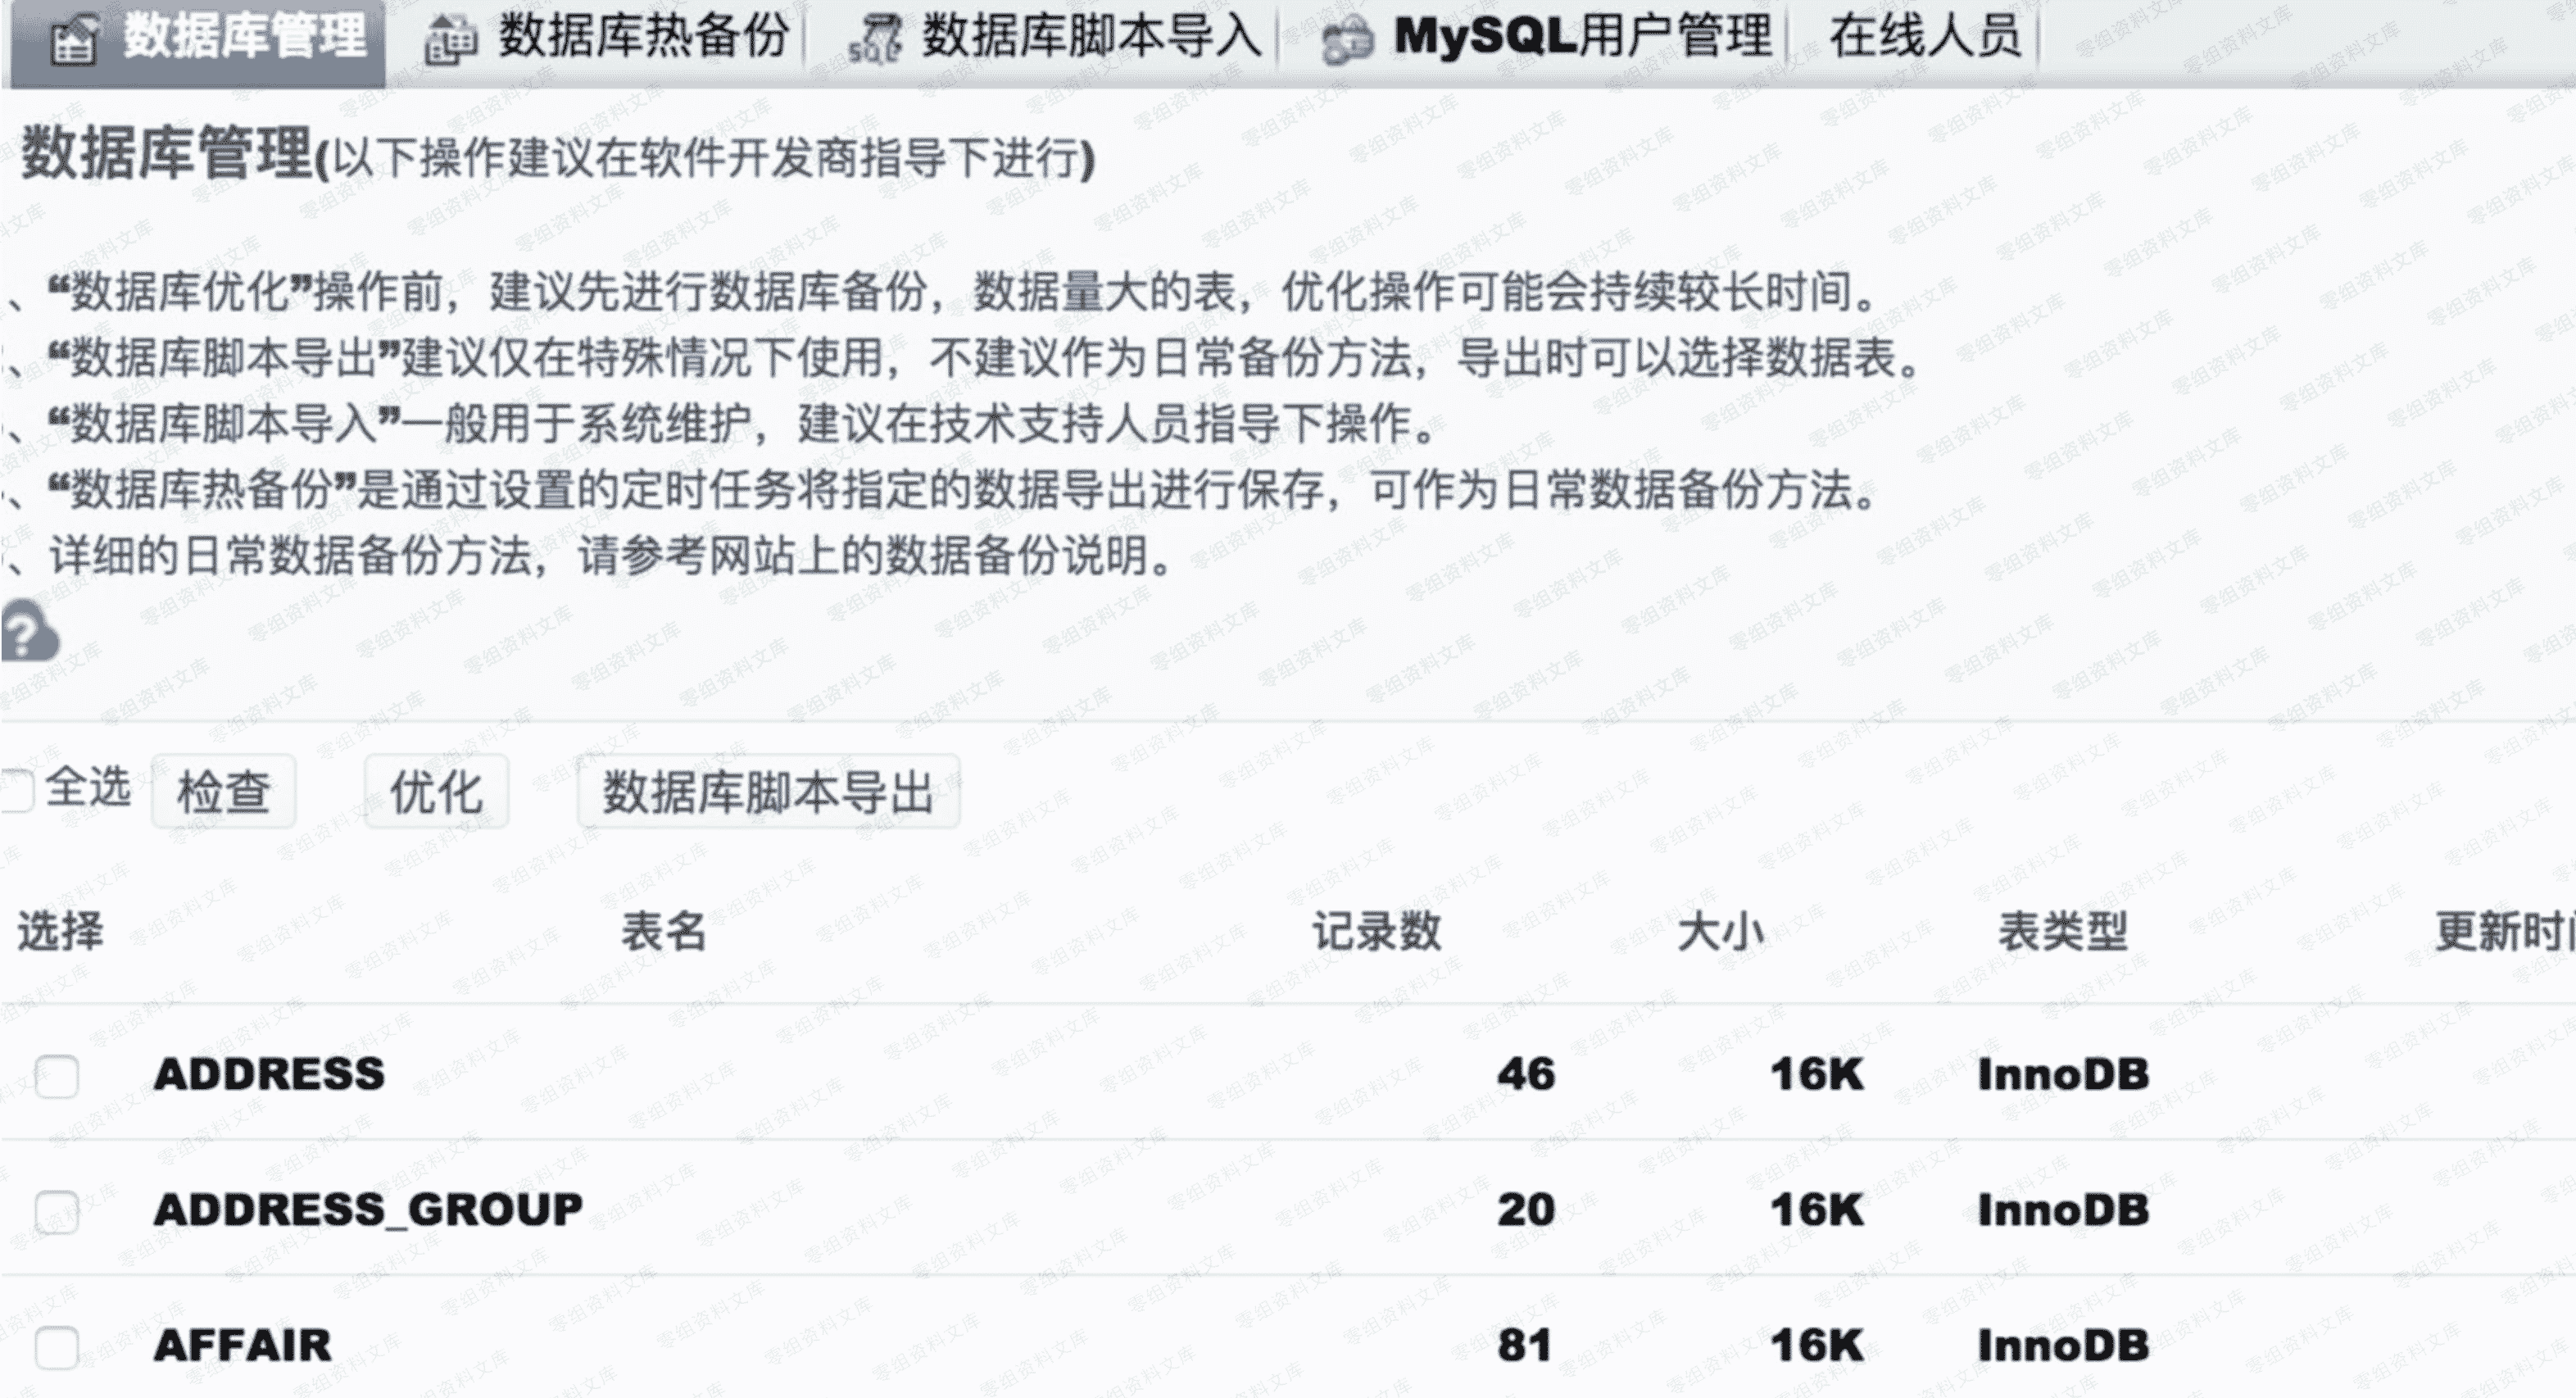 数据库管理 数据库热备份 数据库脚本导入 MySQL用户管理 在线人员
数据库管理(以下操作建议在软件开发商指导下进行)
、“数据库优化”操作前，建议先进行数据库备份，数据量大的表，优化操作可能会持续较长时间。
、“数据库脚本导出”建议仅在特殊情况下使用，不建议作为日常备份方法，导出时可以选择数据表。
、“数据库脚本导入”一般用于系统维护，建议在技术支持人员指导下操作。
、“数据库热备份”是通过设置的定时任务将指定的数据导出进行保存，可作为日常数据备份方法。
、详细的日常数据备份方法，请参考网站上的数据备份说明。
?
全选 检查 优化 数据库脚本导出
选择 表名 记录数 大小 表类型 更新时
ADDRESS 46 16K InnoDB
ADDRESS_GROUP 20 16K InnoDB
AFFAIR 81 16K InnoDB
零组资料文库